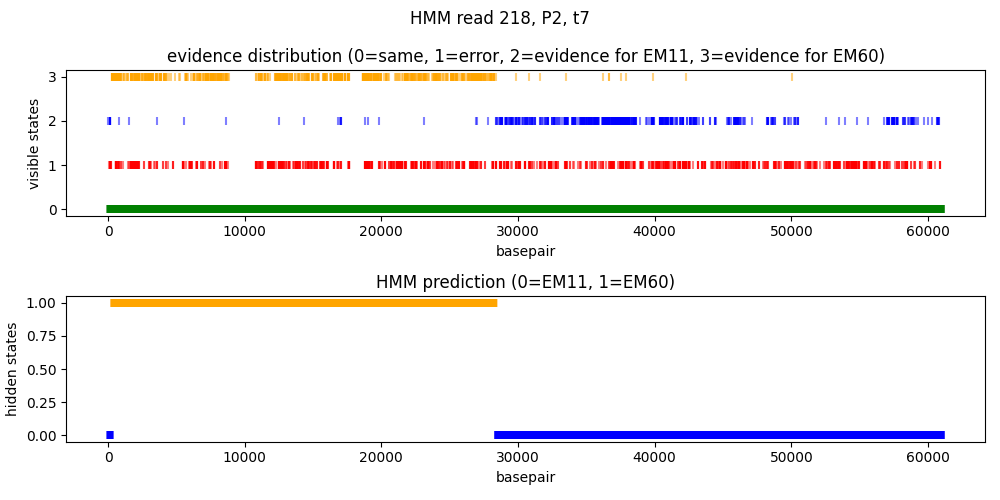 HMM read 218, P2, t7
evidence distribution (0=same, 1=error, 2=evidence for EM11, 3=evidence for EM60)
visible states
3
2
1
0
0 10000 20000 30000 40000 50000 60000
basepair
HMM prediction (0=EM11, 1=EM60)
hidden states
1.00
0.75
0.50
0.25
0.00
0 10000 20000 30000 40000 50000 60000
basepair